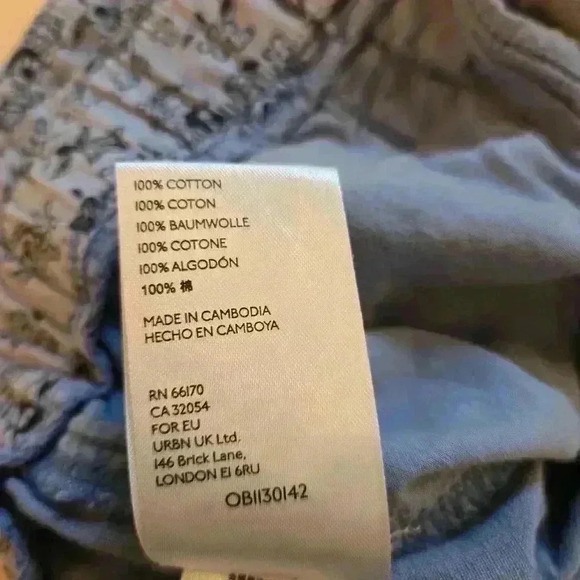 100% COTTON
100% COTON
100% BAUMWOLLE
100% COTONE
100% ALGODÓN
100% 棉
MADE IN CAMBODIA
HECHO EN CAMBOYA
RN 66170
CA 32054
FOR EU
URBN UK Ltd.
146 Brick Lane,
LONDON E1 6RU
OB1130142